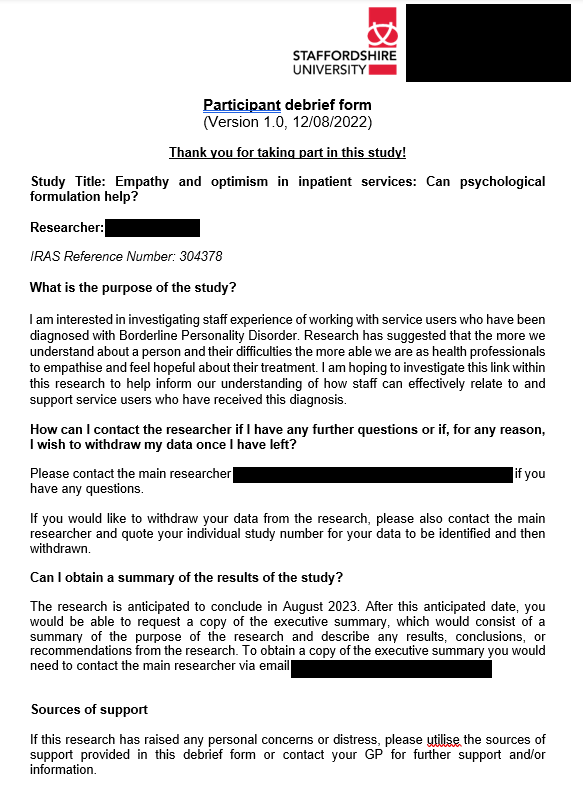 STAFFORDSHIRE
UNIVERSITY
Participant debrief form
(Version 1.0, 12/08/2022)
Thank you for taking part in this study!
Study Title: Empathy and optimism in inpatient services: Can psychological
formulation help?
Researcher:
IRAS Reference Number: 304378
What is the purpose of the study?
I am interested in investigating staff experience of working with service users who have been
diagnosed with Borderline Personality Disorder. Research has suggested that the more we
understand about a person and their difficulties the more able we are as health professionals
to empathise and feel hopeful about their treatment. I am hoping to investigate this link within
this research to help inform our understanding of how staff can effectively relate to and
support service users who have received this diagnosis.
How can I contact the researcher if I have any further questions or if, for any reason,
I wish to withdraw my data once I have left?
Please contact the main researcher if you
have any questions.
If you would like to withdraw your data from the research, please also contact the main
researcher and quote your individual study number for your data to be identified and then
withdrawn.
Can I obtain a summary of the results of the study?
The research is anticipated to conclude in August 2023. After this anticipated date, you
would be able to request a copy of the executive summary, which would consist of a
summary of the purpose of the research and describe any results, conclusions, or
recommendations from the research. To obtain a copy of the executive summary you would
need to contact the main researcher via email
Sources of support
If this research has raised any personal concerns or distress, please utilise the sources of
support provided in this debrief form or contact your GP for further support and/or
information.